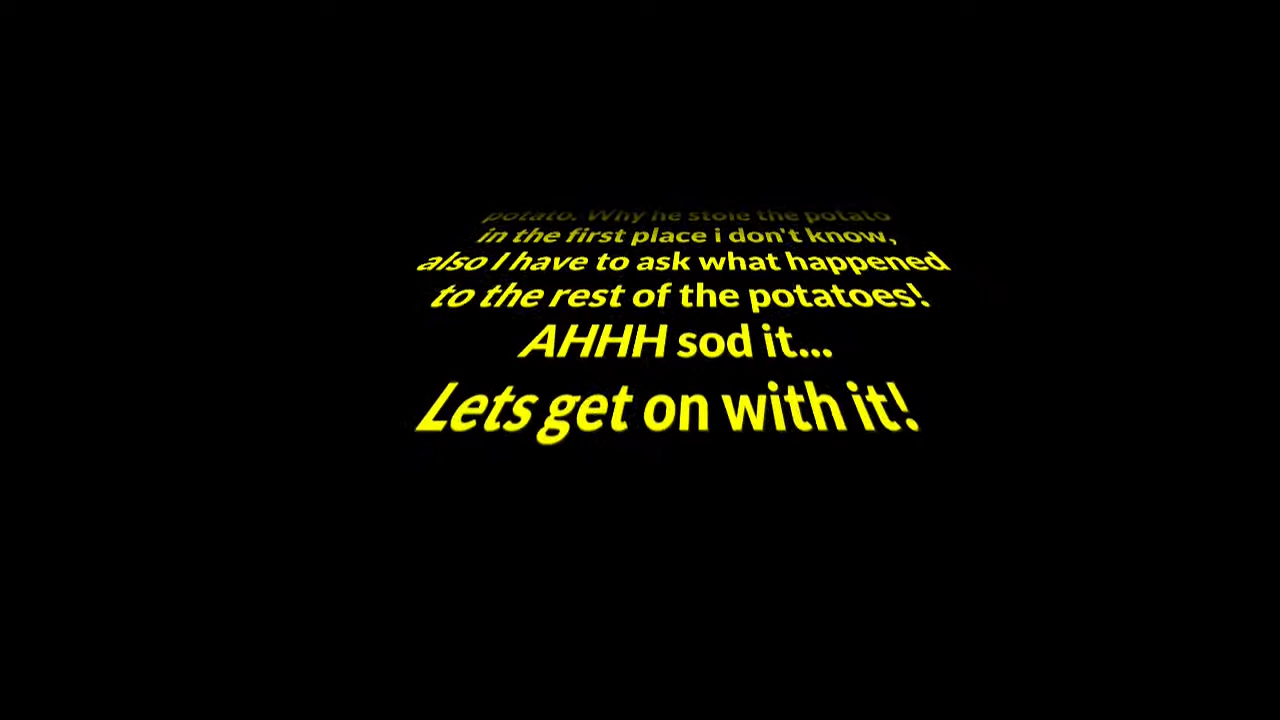 potato. Why he stole the potato
in the first place i don't know,
also I have to ask what happened
to the rest of the potatoes!
AHHH sod it...
Lets get on with it!